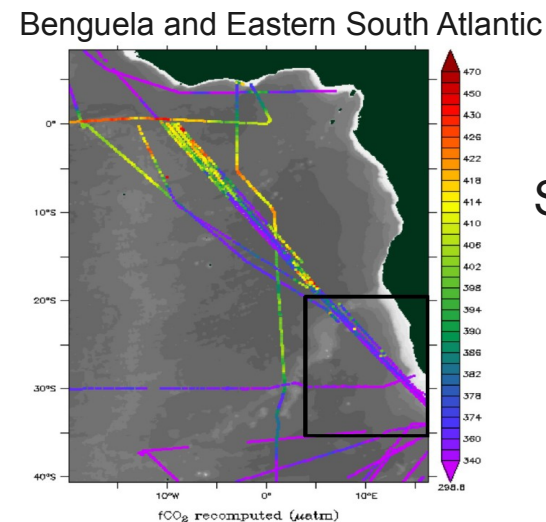 Benguela and Eastern South Atlantic
470
450
430
426
422
418
414
410
406
402
398
394
390
386
382
378
374
360
340
298.8
0°
10°S
20°S
30°S
40°S
10°W
0°
10°E
S
fCO₂ recomputed (μatm)